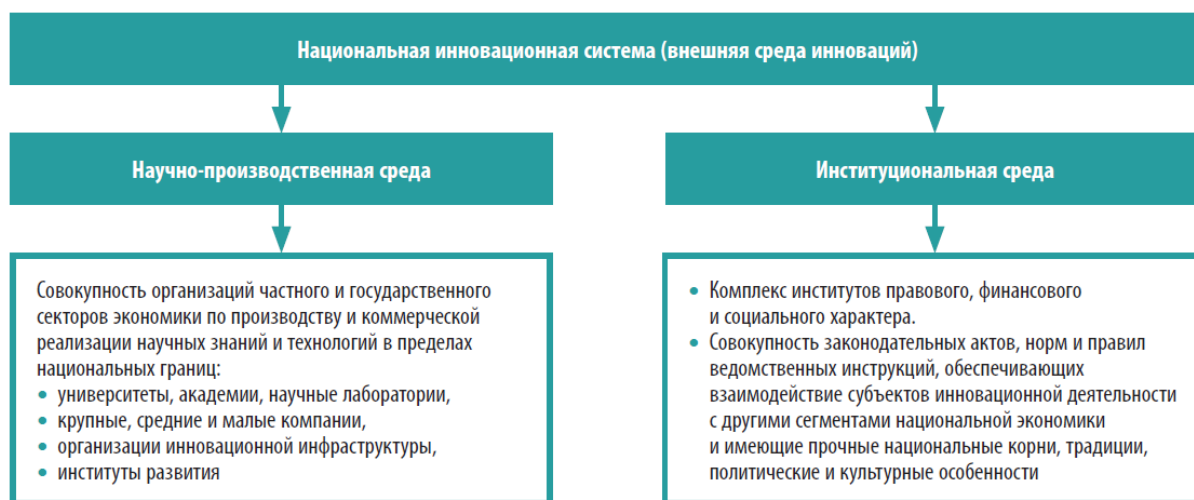 Национальная инновационная система (внешняя среда инноваций)
Научно-производственная среда
Институциональная среда
Совокупность организаций частного и государственного
секторов экономики по производству и коммерческой
реализации научных знаний и технологий в пределах
национальных границ:
• университеты, академии, научные лаборатории,
• крупные, средние и малые компании,
• организации инновационной инфраструктуры,
• институты развития
• Комплекс институтов правового, финансового
и социального характера.
• Совокупность законодательных актов, норм и правил
ведомственных инструкций, обеспечивающих
взаимодействие субъектов инновационной деятельности
с другими сегментами национальной экономики
и имеющие прочные национальные корни, традиции,
политические и культурные особенности